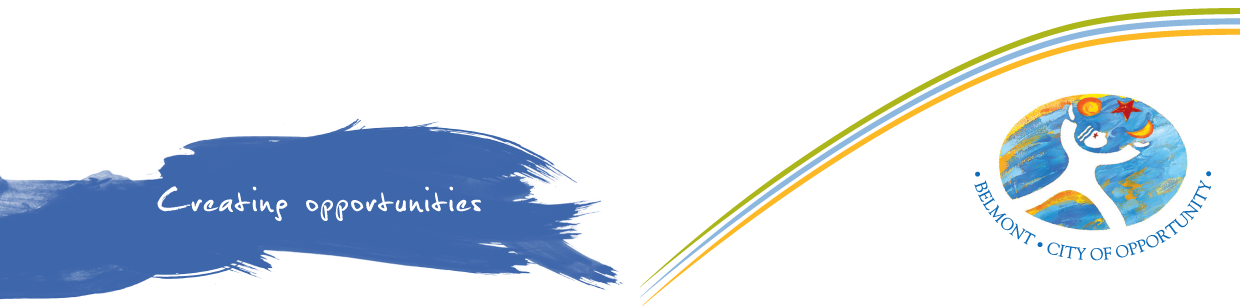 Creating opportunities
• BELMONT • CITY OF OPPORTUNITY •